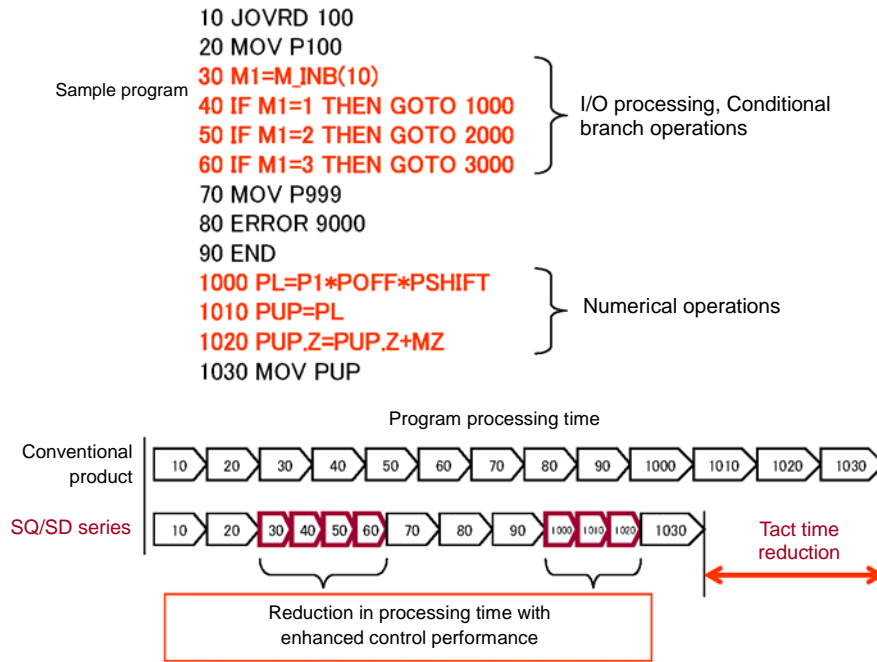 10 JOVRD 100
20 MOV P100
Sample program
30 M1=M_INB(10)
40 IF M1=1 THEN GOTO 1000
50 IF M1=2 THEN GOTO 2000
60 IF M1=3 THEN GOTO 3000
I/O processing, Conditional
branch operations
70 MOV P999
80 ERROR 9000
90 END
1000 PL=P1*POFF*PSHIFT
1010 PUP=PL
1020 PUP.Z=PUP.Z+MZ
Numerical operations
1030 MOV PUP
Program processing time
Conventional
product
10 20 30 40 50 60 70 80 90 1000 1010 1020 1030
SQ/SD series
10 20 30 40 50 60 70 80 90 1000 1010 1020 1030
Tact time
reduction
Reduction in processing time with
enhanced control performance